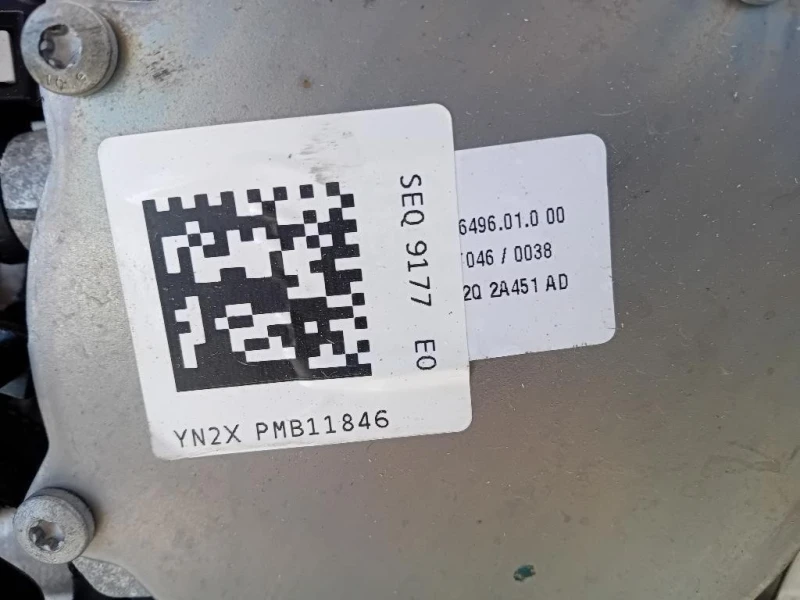 SEQ 9177 E0
YN2X PMB11846
6496.01.0 00
046 / 0038
2Q 2A451 AD